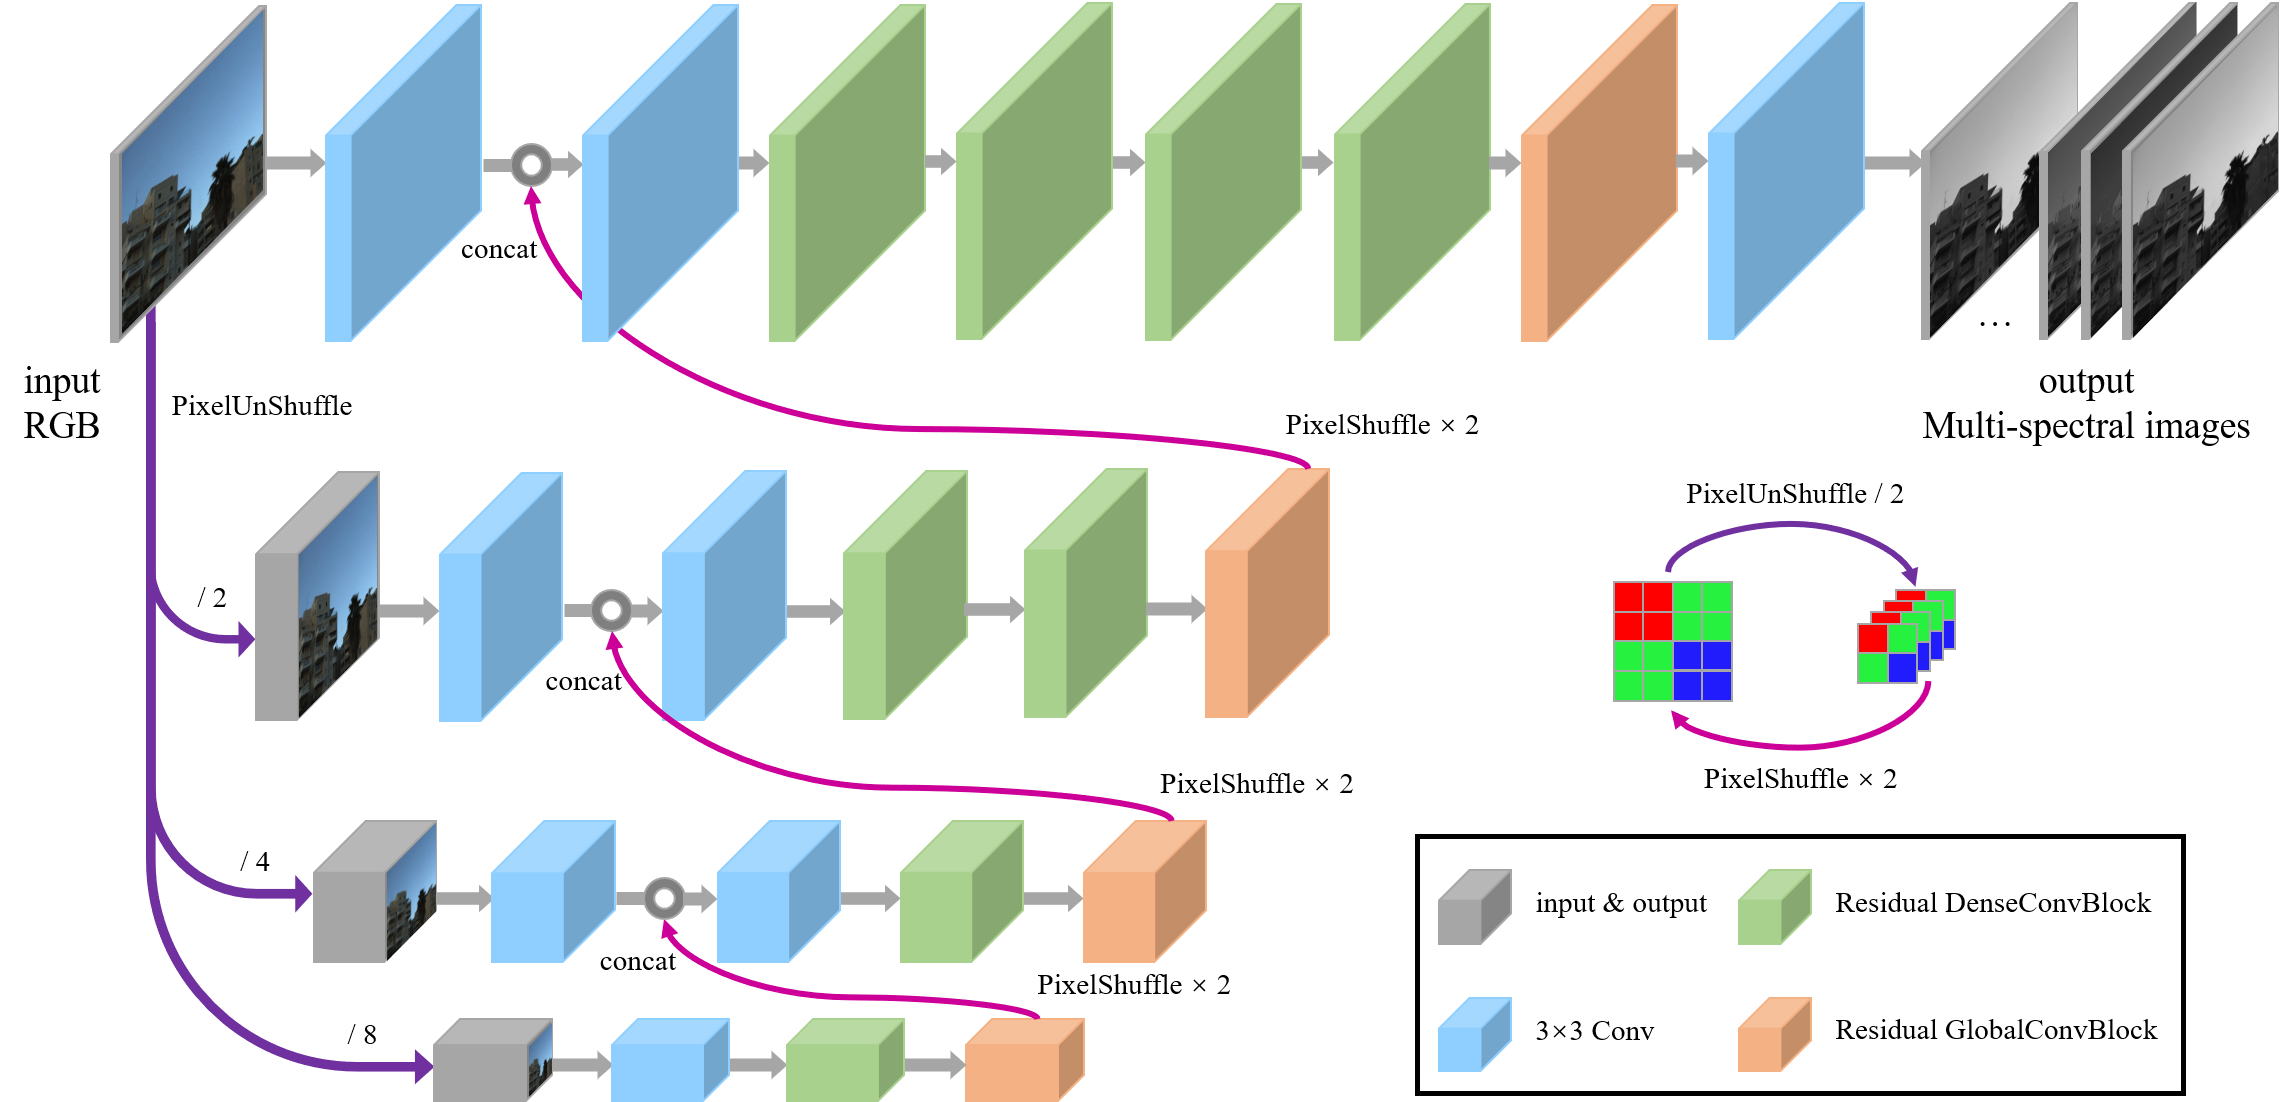 concat
input
RGB
PixelUnShuffle
PixelShuffle × 2
...
output
Multi-spectral images
PixelUnShuffle / 2
/ 2
concat
PixelShuffle × 2
PixelShuffle × 2
/ 4
concat
PixelShuffle × 2
/ 8
input & output
Residual DenseConvBlock
3×3 Conv
Residual GlobalConvBlock